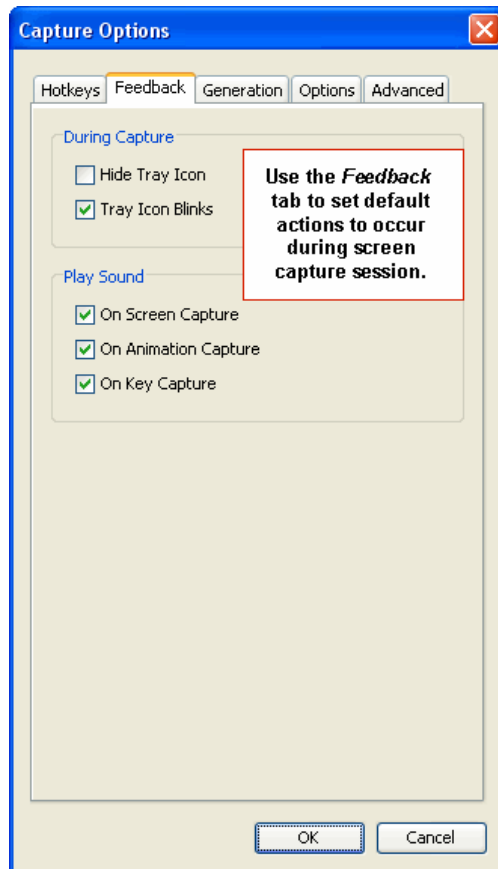 Capture Options
Hotkeys Feedback Generation Options Advanced
During Capture
Hide Tray Icon
Tray Icon Blinks
Use the Feedback
tab to set default
actions to occur
during screen
capture session.
Play Sound
On Screen Capture
On Animation Capture
On Key Capture
OK Cancel